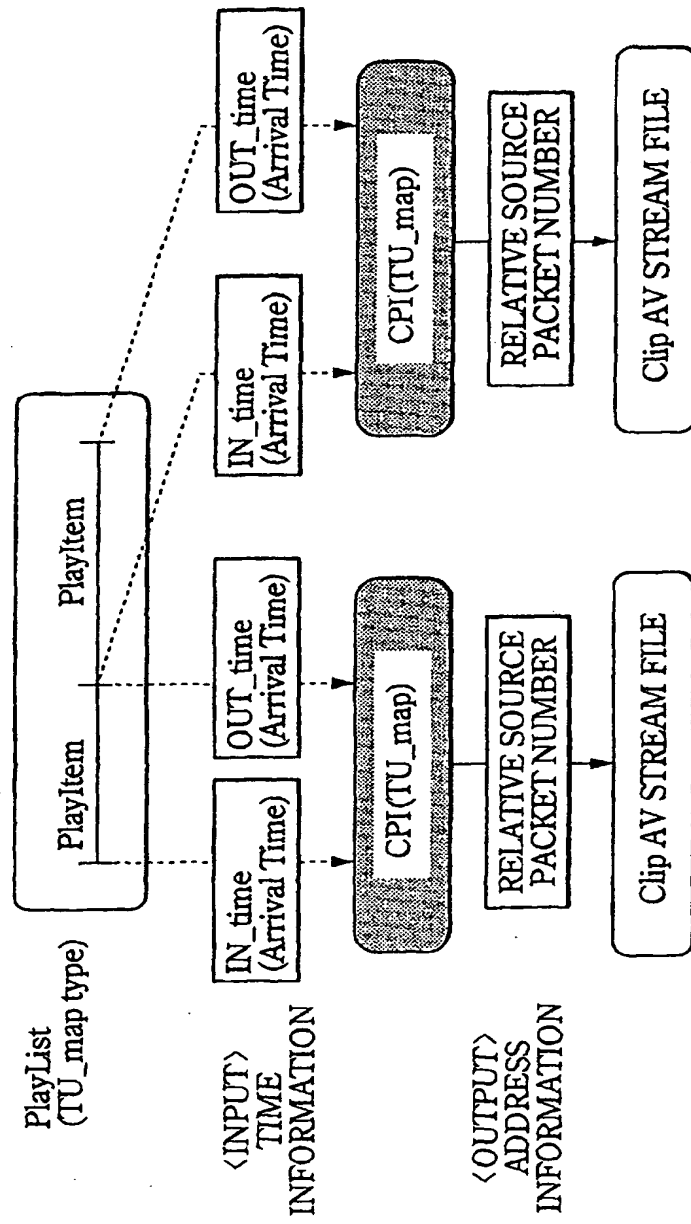 PlayList
(TU_map type)
PlayItem
PlayItem
<INPUT>
TIME
INFORMATION
IN_time
(Arrival Time)
OUT_time
(Arrival Time)
IN_time
(Arrival Time)
OUT_time
(Arrival Time)
CPI(TU_map)
CPI(TU_map)
<OUTPUT>
ADDRESS
INFORMATION
RELATIVE SOURCE
PACKET NUMBER
RELATIVE SOURCE
PACKET NUMBER
Clip AV STREAM FILE
Clip AV STREAM FILE